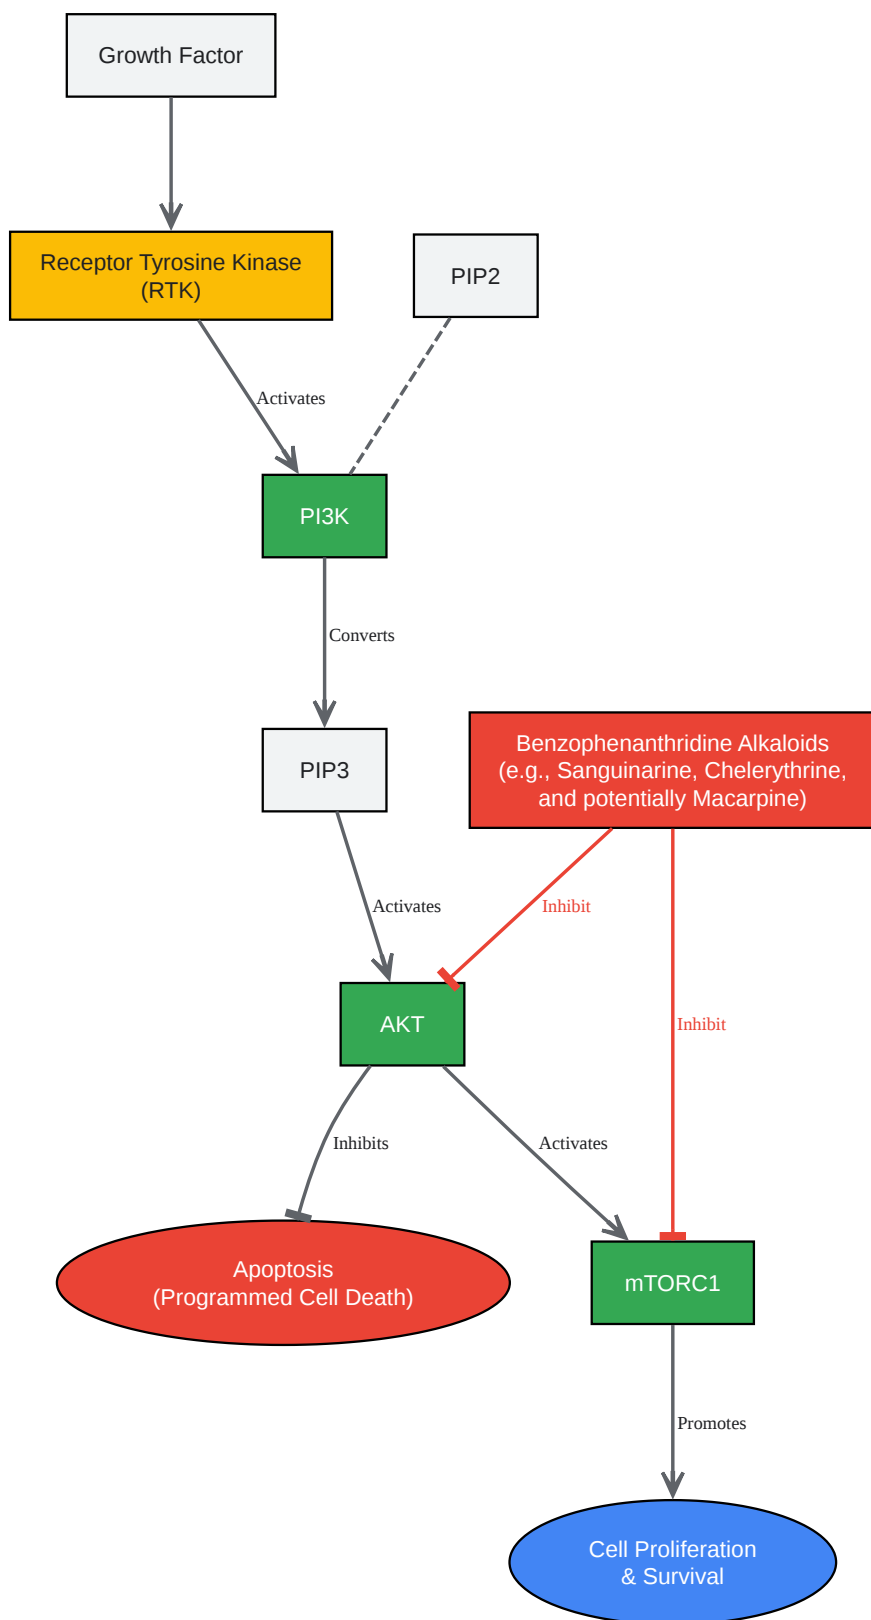 Growth Factor
Receptor Tyrosine Kinase
(RTK)
PIP2
Activates
PI3K
Converts
PIP3
Benzophenanthridine Alkaloids
(e.g., Sanguinarine, Chelerythrine,
and potentially Macarpine)
Activates
Inhibit
AKT
Inhibit
Inhibits
Activates
Apoptosis
(Programmed Cell Death)
mTORC1
Promotes
Cell Proliferation
& Survival